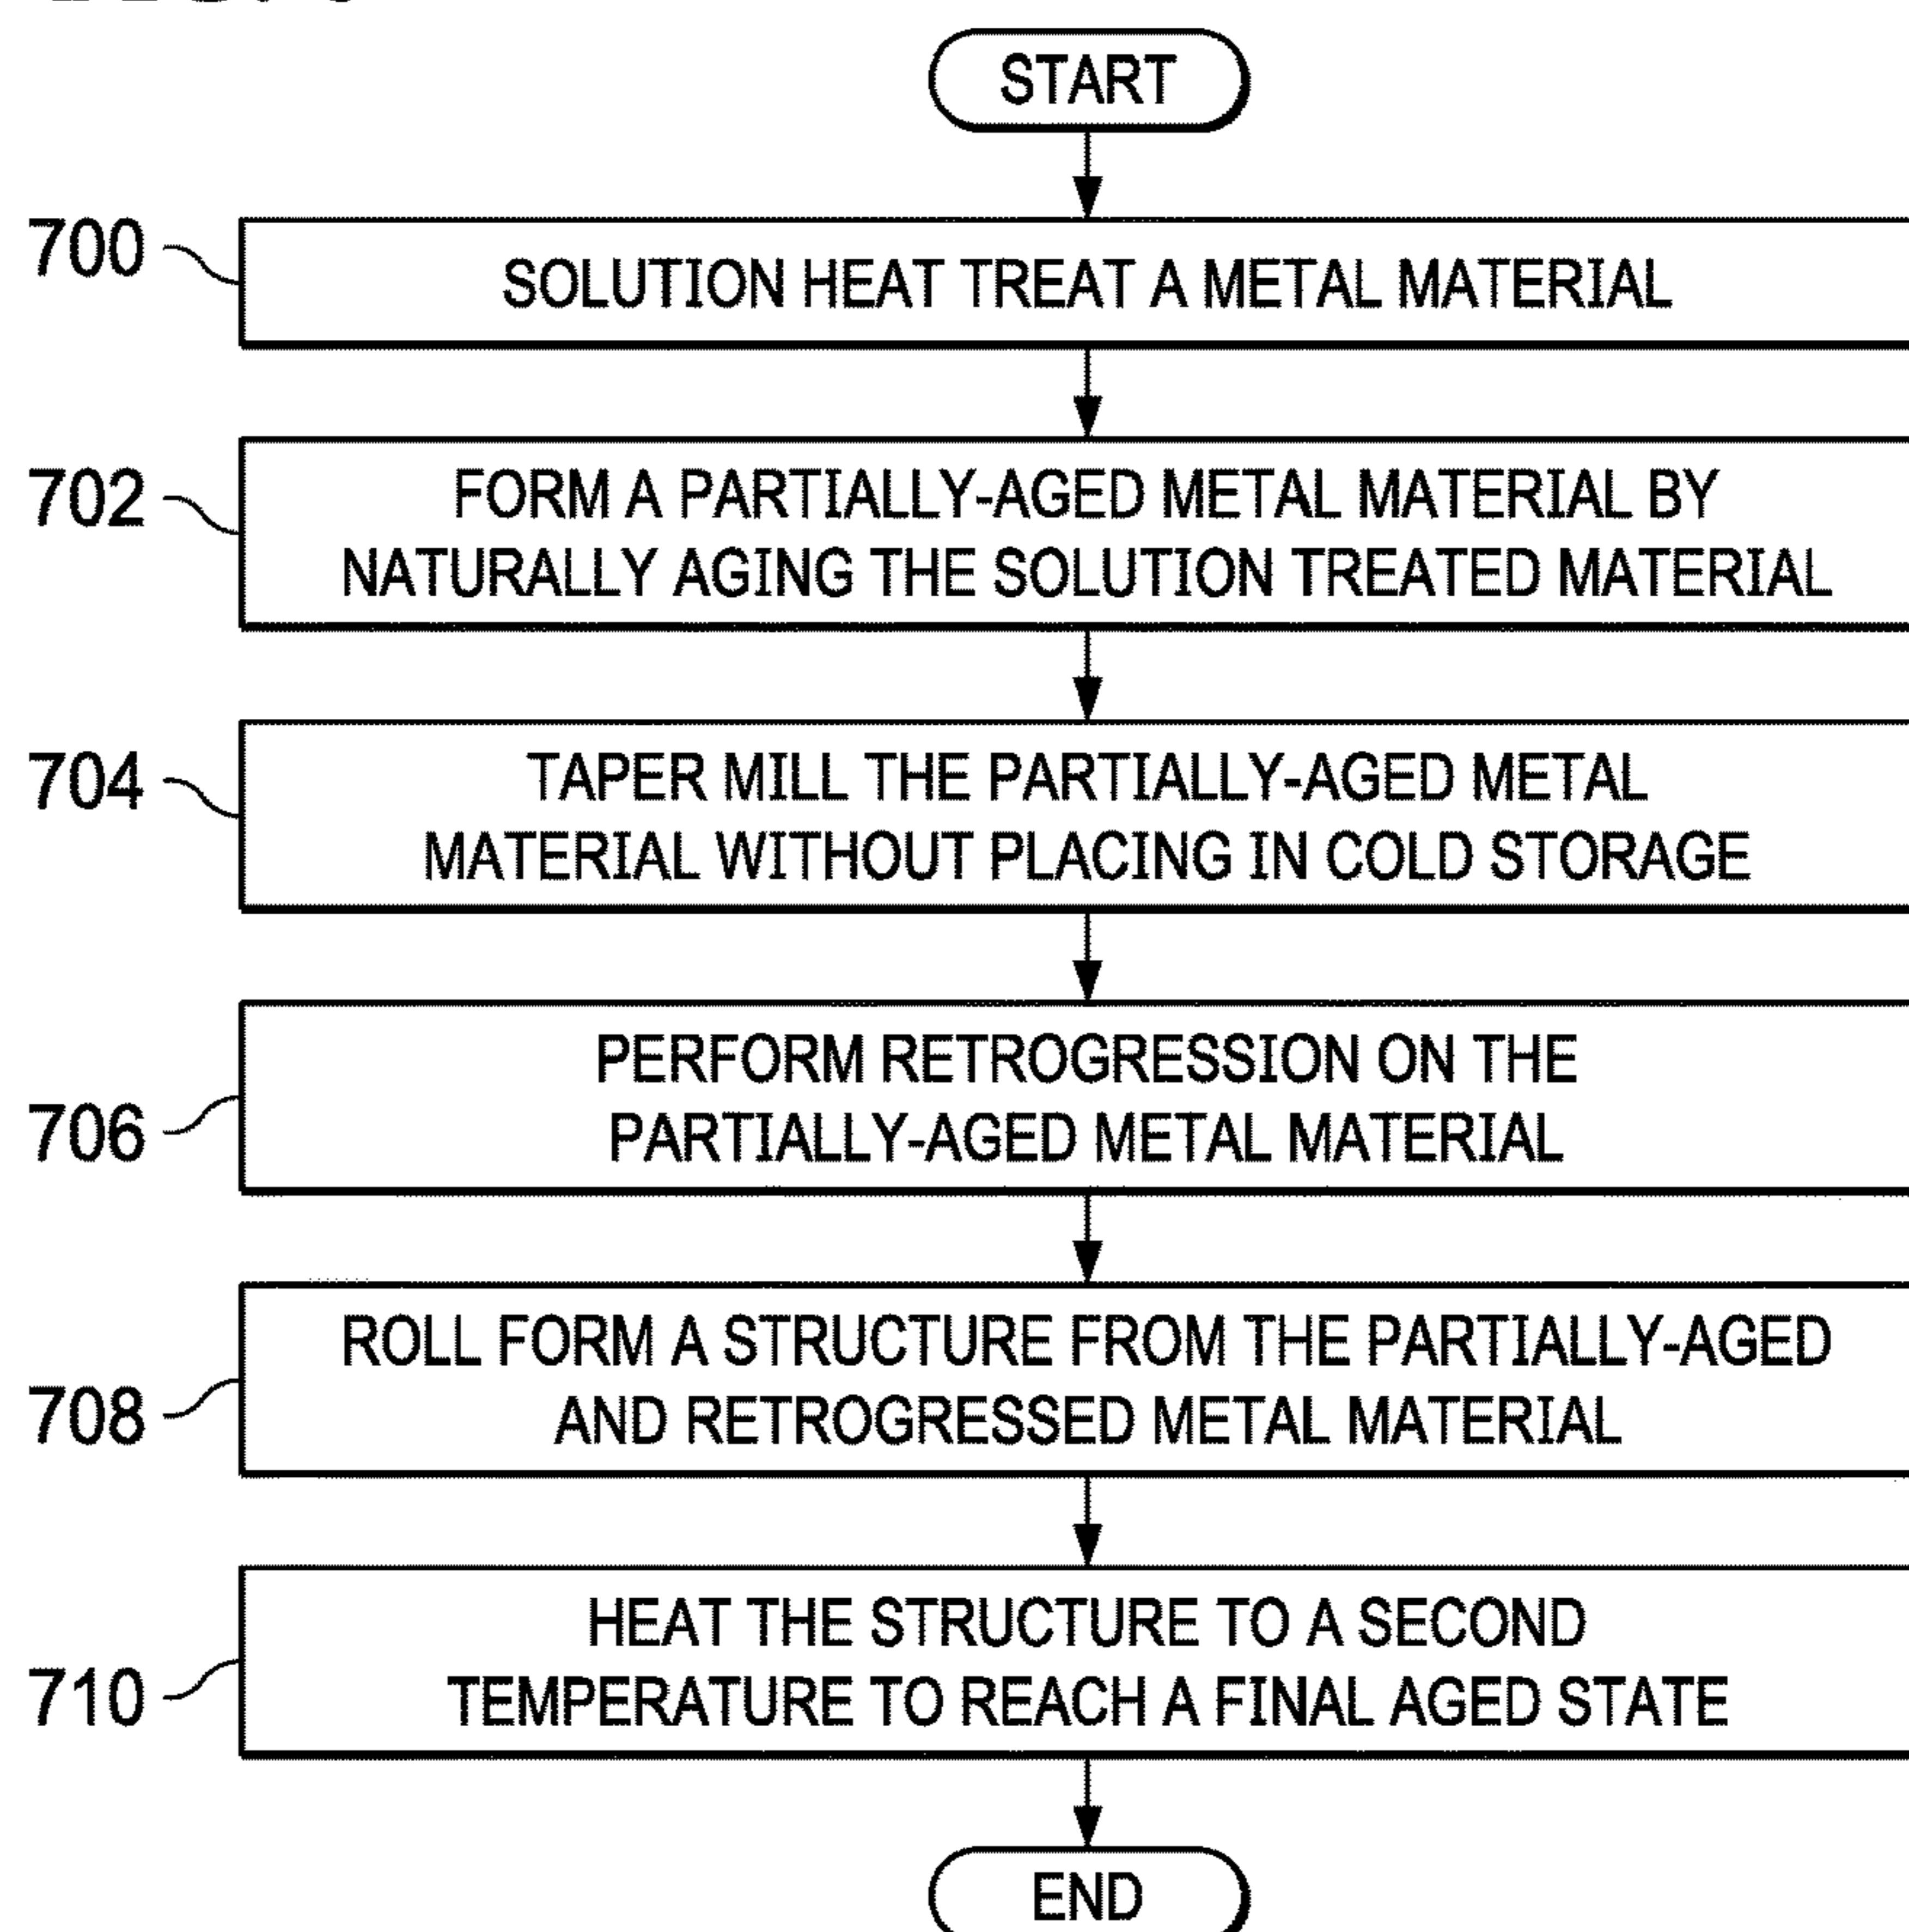 START
700
SOLUTION HEAT TREAT A METAL MATERIAL
702
FORM A PARTIALLY-AGED METAL MATERIAL BY
NATURALLY AGING THE SOLUTION TREATED MATERIAL
704
TAPER MILL THE PARTIALLY-AGED METAL
MATERIAL WITHOUT PLACING IN COLD STORAGE
706
PERFORM RETROGRESSION ON THE
PARTIALLY-AGED METAL MATERIAL
708
ROLL FORM A STRUCTURE FROM THE PARTIALLY-AGED
AND RETROGRESSED METAL MATERIAL
710
HEAT THE STRUCTURE TO A SECOND
TEMPERATURE TO REACH A FINAL AGED STATE
END